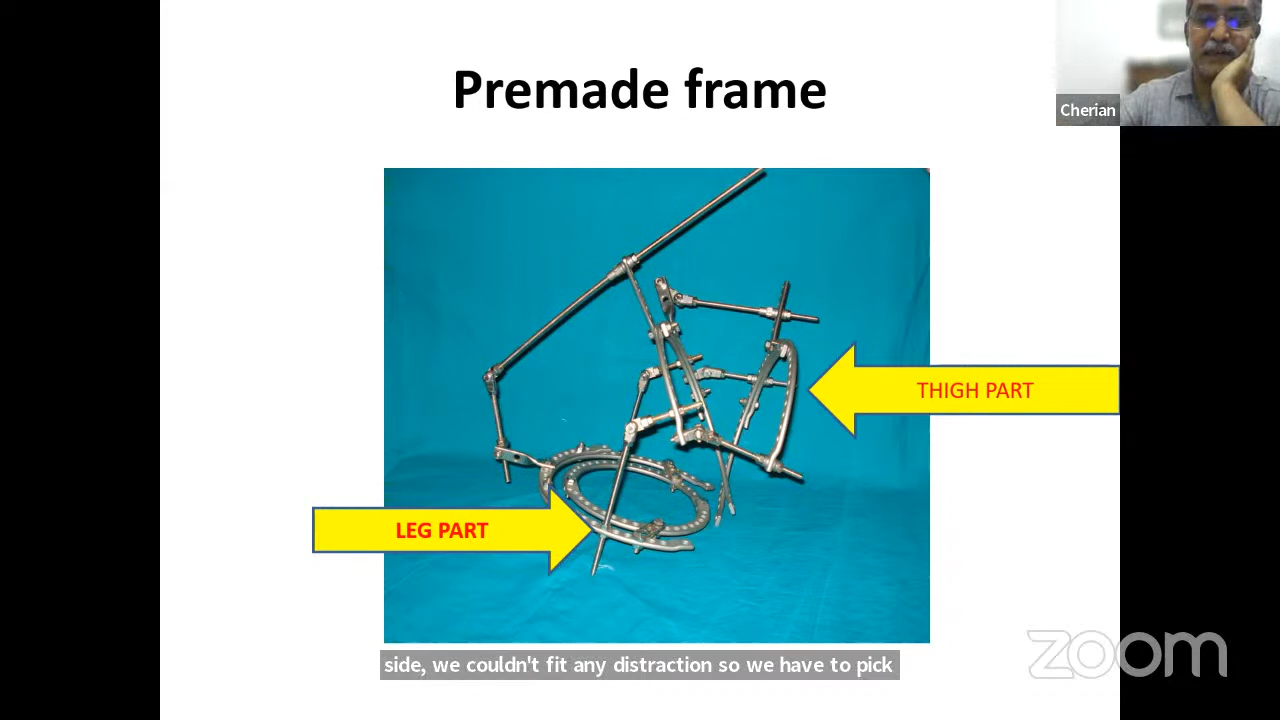 Premade frame
Cherian
THIGH PART
LEG PART
side, we couldn't fit any distraction so we have to pick
zoom